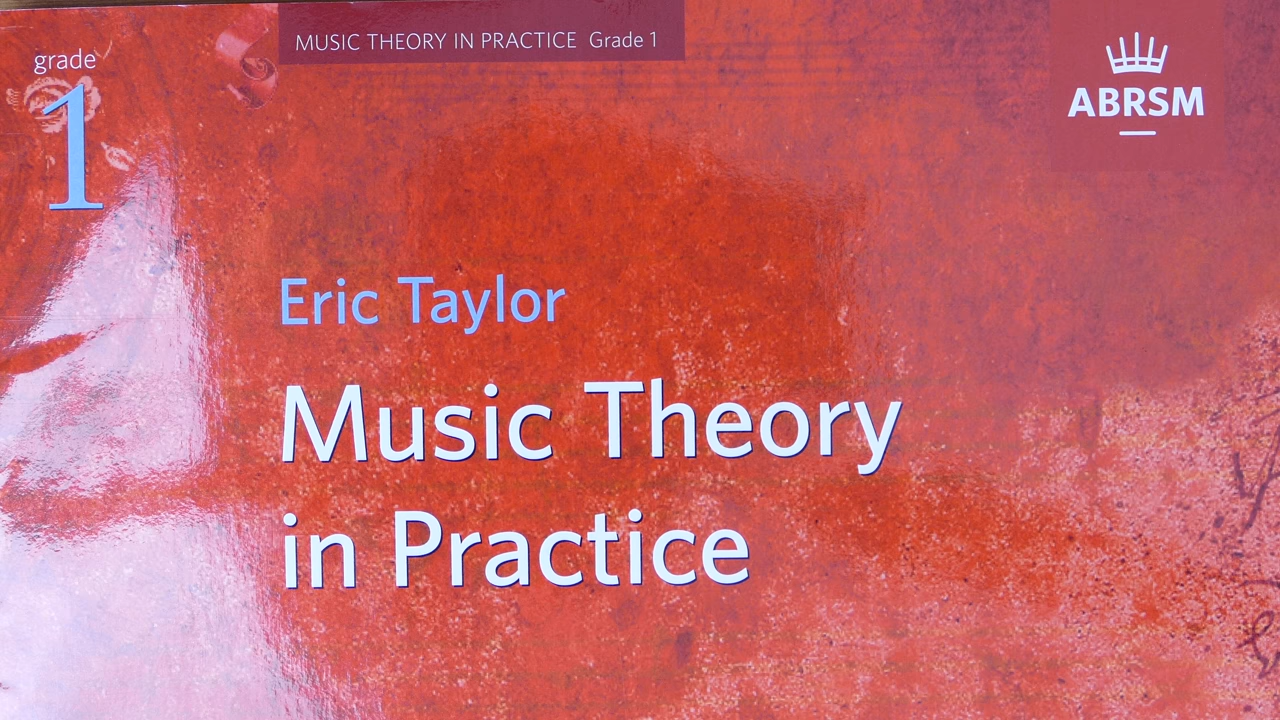 MUSIC THEORY IN PRACTICE Grade 1
grade
1
ABRSM
Eric Taylor
Music Theory
in Practice